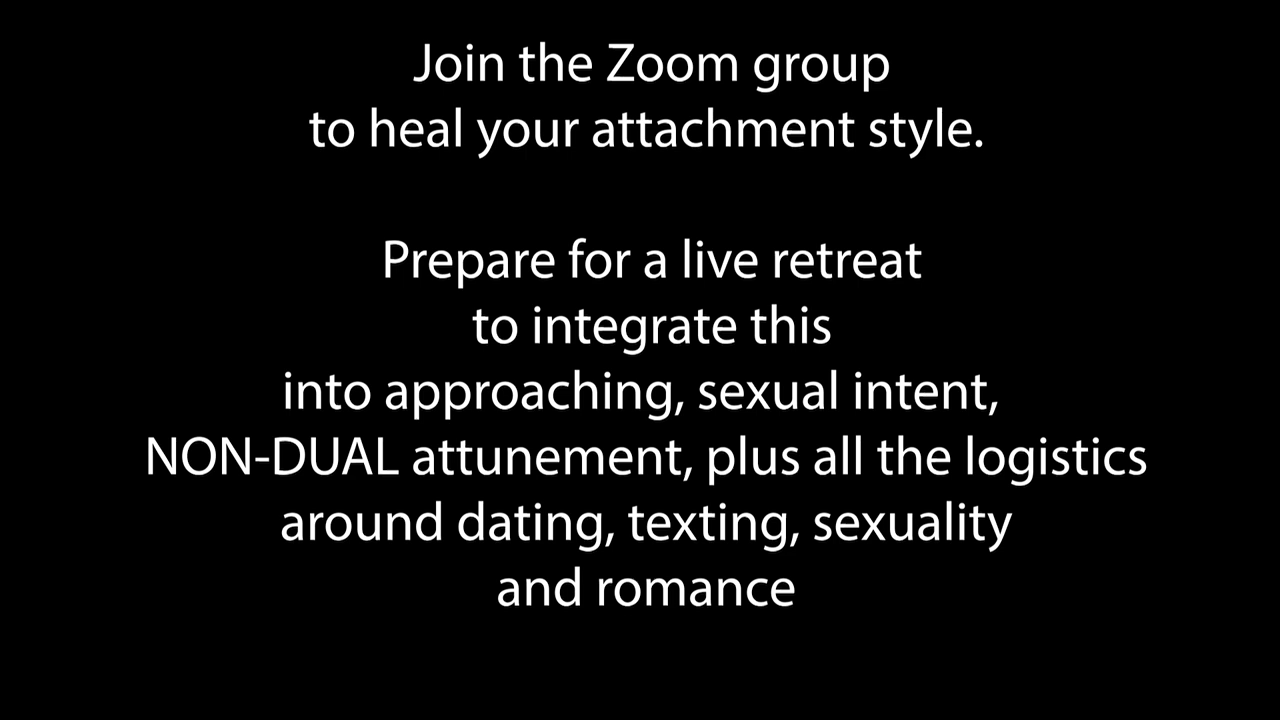 Join the Zoom group
to heal your attachment style.
Prepare for a live retreat
to integrate this
into approaching, sexual intent,
NON-DUAL attunement, plus all the logistics
around dating, texting, sexuality
and romance